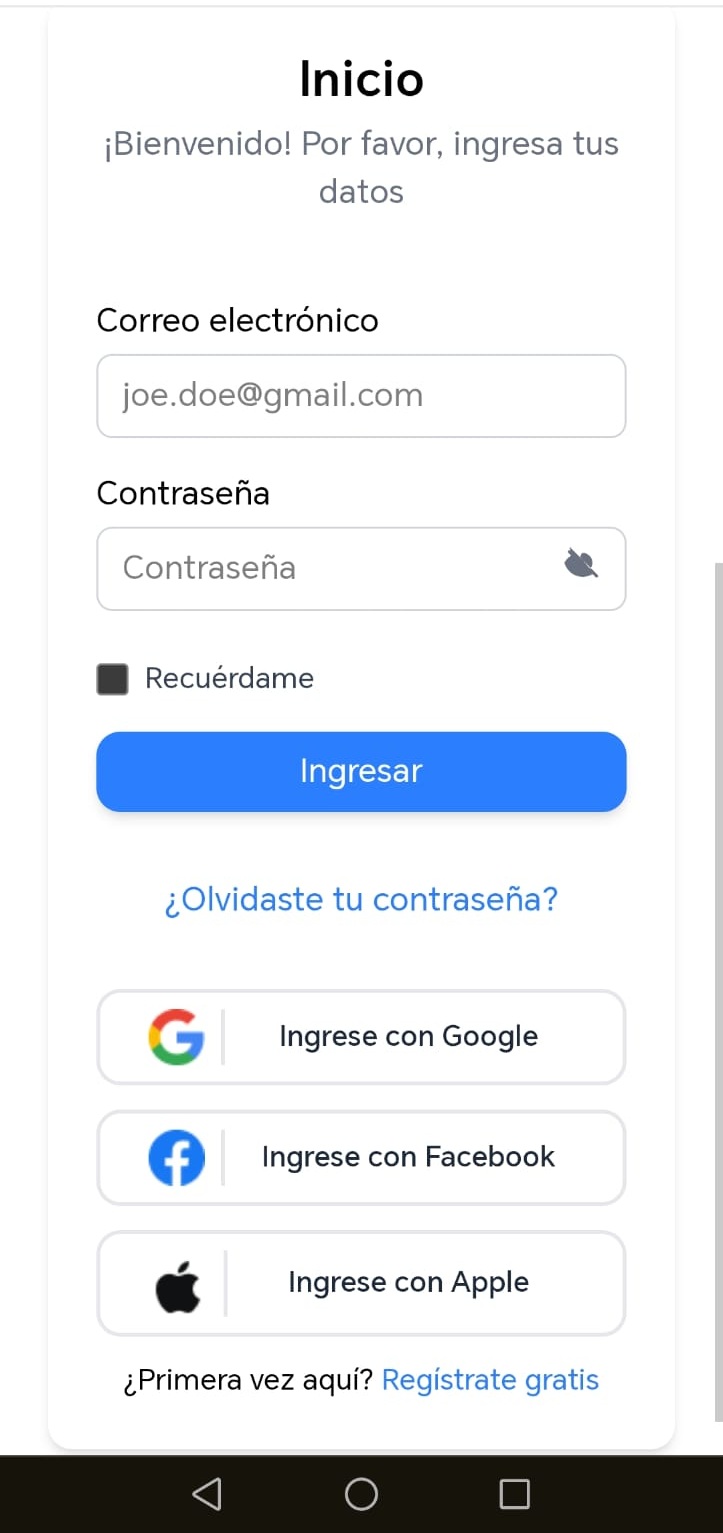 Inicio
¡Bienvenido! Por favor, ingresa tus
datos
Correo electrónico
joe.doe@gmail.com
Contraseña
Contraseña
Recuérdame
Ingresar
¿Olvidaste tu contraseña?
Ingrese con Google
Ingrese con Facebook
Ingrese con Apple
¿Primera vez aquí? Regístrate gratis